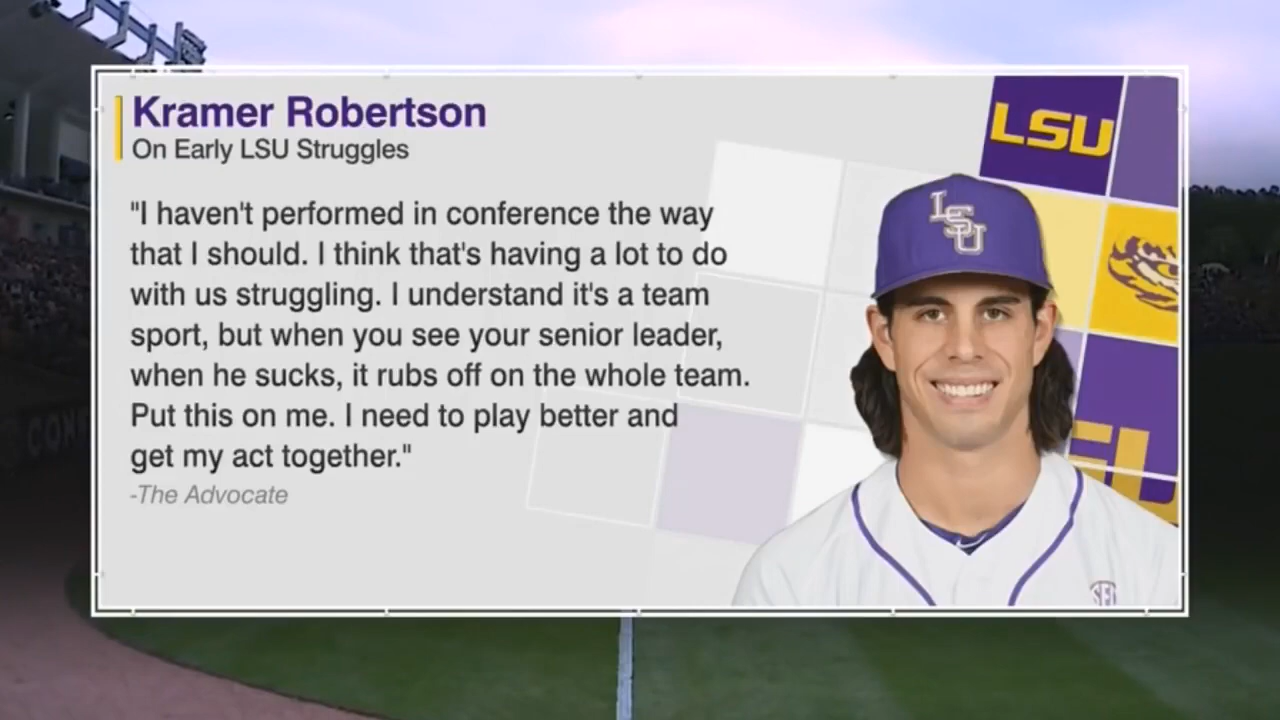 Kramer Robertson
On Early LSU Struggles
"I haven't performed in conference the way
that I should. I think that's having a lot to do
with us struggling. I understand it's a team
sport, but when you see your senior leader,
when he sucks, it rubs off on the whole team.
Put this on me. I need to play better and
get my act together."
-The Advocate
LSU
LSU
SEC